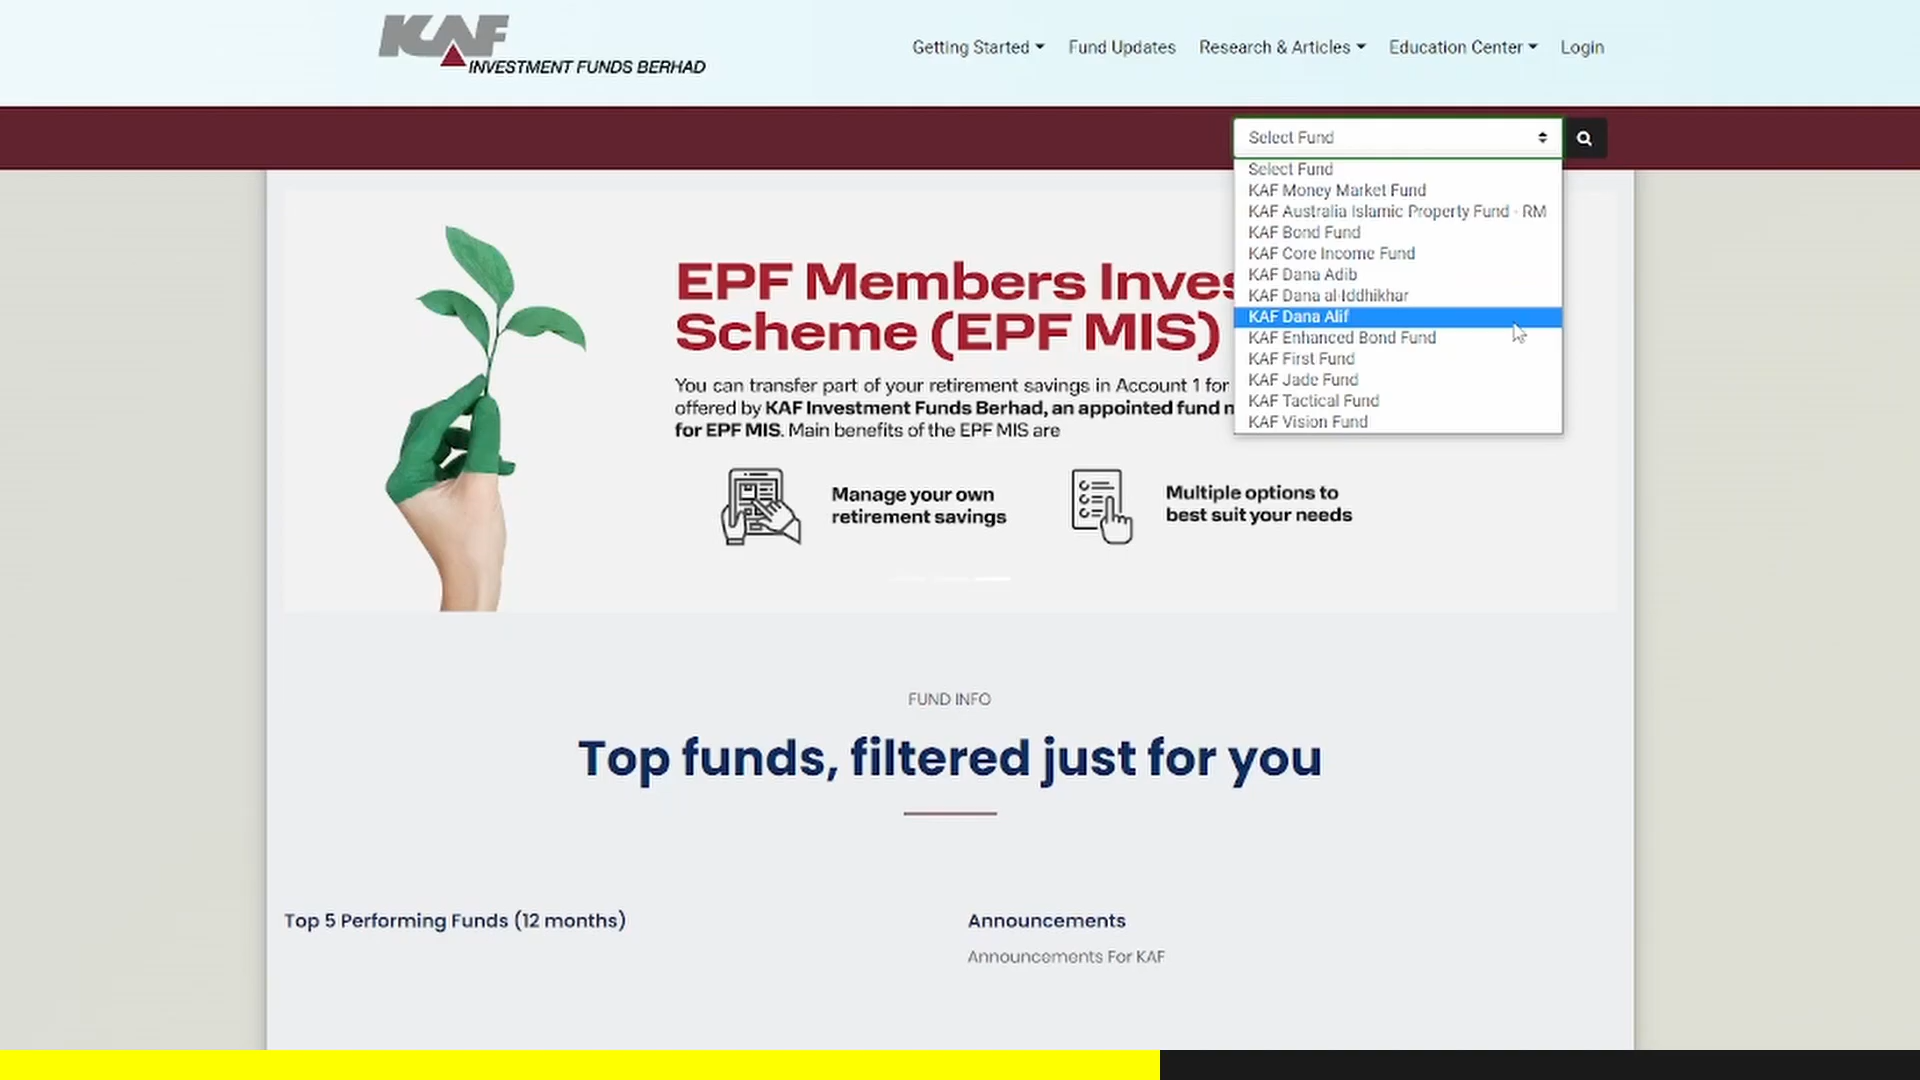 KAF
INVESTMENT FUNDS BERHAD
Getting Started
Fund Updates
Research & Articles
Education Center
Login
Select Fund
Select Fund
KAF Money Market Fund
KAF Australia Islamic Property Fund - RM
KAF Bond Fund
KAF Core Income Fund
KAF Dana Adib
KAF Dana al-Iddhikhar
KAF Dana Alif
KAF Enhanced Bond Fund
KAF First Fund
KAF Jade Fund
KAF Tactical Fund
KAF Vision Fund
EPF Members Inves
Scheme (EPF MIS)
You can transfer part of your retirement savings in Account 1 for
offered by KAF Investment Funds Berhad, an appointed fund
for EPF MIS. Main benefits of the EPF MIS are
Manage your own
retirement savings
Multiple options to
best suit your needs
FUND INFO
Top funds, filtered just for you
Top 5 Performing Funds (12 months)
Announcements
Announcements For KAF